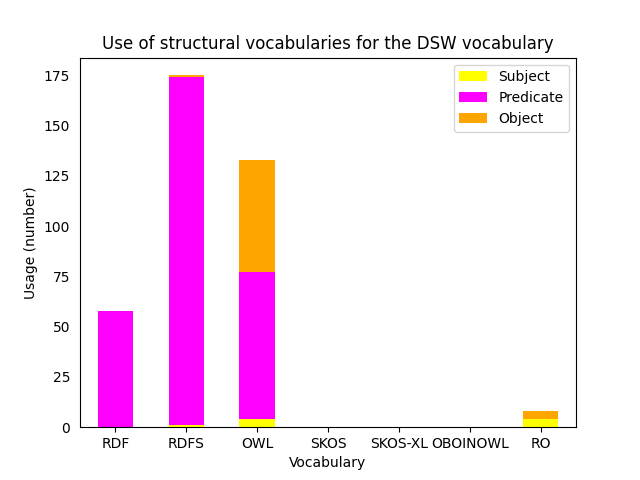 Use of structural vocabularies for the DSW vocabulary
Subject
Predicate
Object
Usage (number)
175
150
125
100
75
50
25
0
RDF RDFS OWL SKOS SKOS-XL OBOINOWL RO
Vocabulary